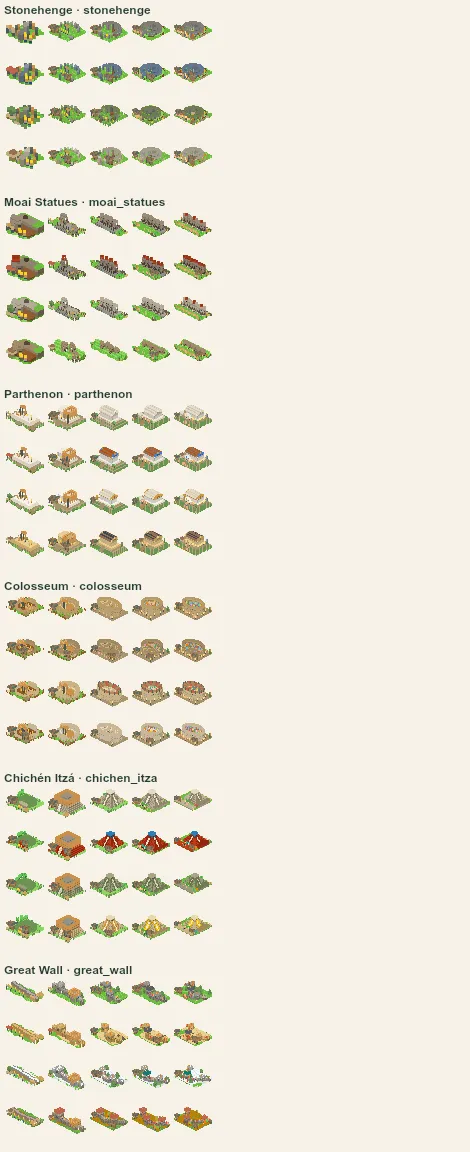 Stonehenge · stonehenge
Moai Statues · moai_statues
Parthenon · parthenon
Colosseum · colosseum
Chichén Itzá · chichen_itza
Great Wall · great_wall